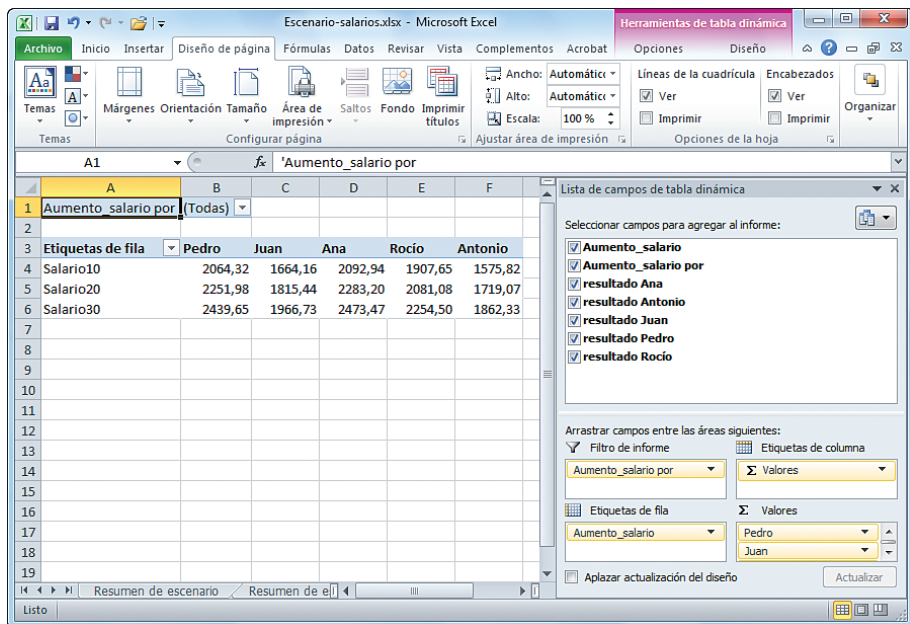 Escenario-salarios.xlsx - Microsoft Excel
Herramientas de tabla dinámica
Archivo Inicio Insertar Diseño de página Fórmulas Datos Revisar Vista Complementos Acrobat Opciones Diseño
Temas
Márgenes Orientación Tamaño Área de impresión Saltos Fondo Imprimir títulos
Ancho: Automático
Alto: Automático
Escala: 100 %
Líneas de la cuadrícula
Ver
Imprimir
Encabezados
Ver
Imprimir
Organizar
Temas Configurar página Ajustar área de impresión Opciones de la hoja
A1 fx 'Aumento_salario por
A B C D E F
1 Aumento_salario por (Todas)
2
3 Etiquetas de fila Pedro Juan Ana Rocío Antonio
4 Salario10 2064,32 1664,16 2092,94 1907,65 1575,82
5 Salario20 2251,98 1815,44 2283,20 2081,08 1719,07
6 Salario30 2439,65 1966,73 2473,47 2254,50 1862,33
7
8
9
10
11
12
13
14
15
16
17
18
19
Lista de campos de tabla dinámica
Seleccionar campos para agregar al informe:
Aumento_salario
Aumento_salario por
resultado Ana
resultado Antonio
resultado Juan
resultado Pedro
resultado Rocío
Arrastrar campos entre las áreas siguientes:
Filtro de informe Etiquetas de columna
Aumento_salario por Σ Valores
Etiquetas de fila Σ Valores
Aumento_salario Pedro
Juan
Aplazar actualización del diseño Actualizar
Resumen de escenario Resumen de e
Listo